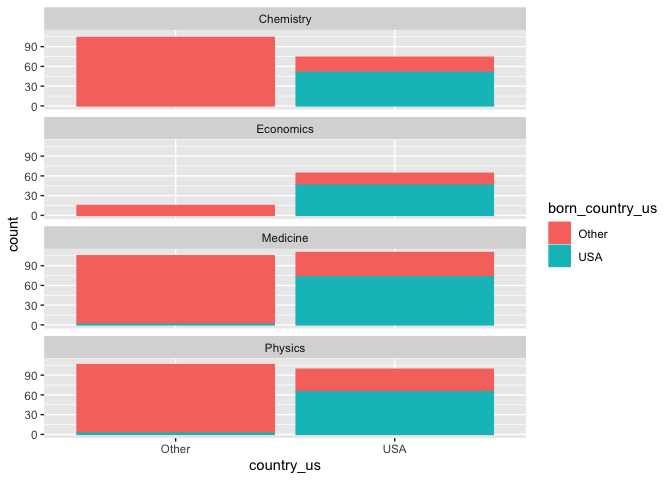 Chemistry
90
60
30
0
Economics
90
60
30
0
Medicine
90
60
30
0
Physics
90
60
30
0
Other
USA
country_us
count
born_country_us
Other
USA